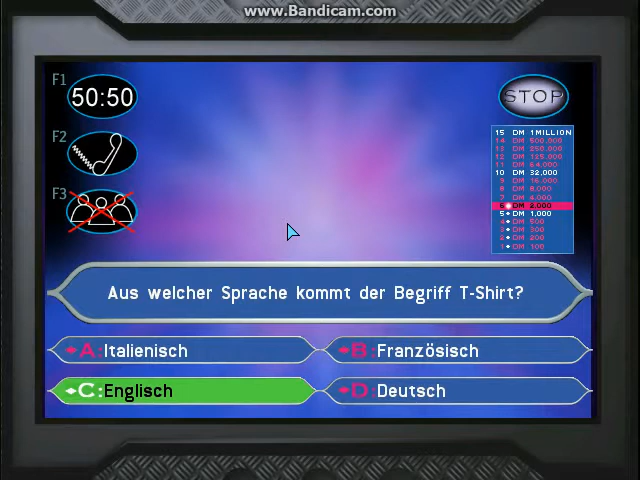 www.Bandicam.com
F1
50:50
STOP
F2
F3
15 DM 1 MILLION
14 DM 500.000
13 DM 250.000
12 DM 125.000
11 DM 64.000
10 DM 32.000
9 DM 16.000
8 DM 8.000
7 DM 4.000
6 DM 2.000
5 DM 1.000
4 DM 500
3 DM 300
2 DM 200
1 DM 100
Aus welcher Sprache kommt der Begriff T-Shirt?
A: Italienisch
B: Französisch
C: Englisch
D: Deutsch